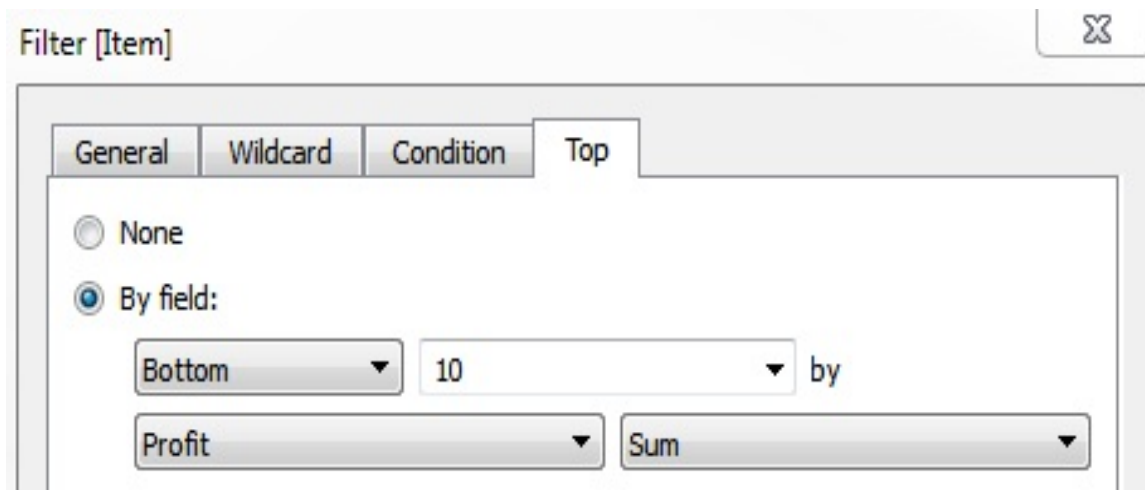 Filter [Item]
General Wildcard Condition Top
None
By field:
Bottom 10 by
Profit Sum